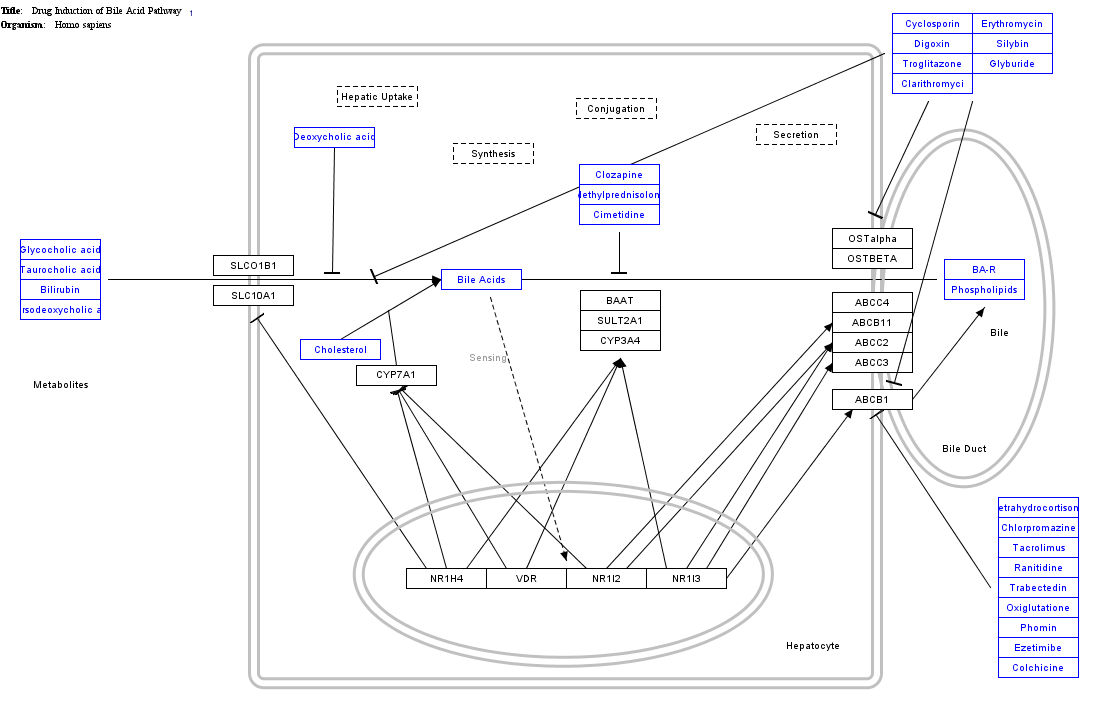 Title: Drug Induction of Bile Acid Pathway 1
Organism: Homo sapiens
Cyclosporin
Erythromycin
Digoxin
Silybin
Troglitazone
Glyburide
Clarithromyci
Hepatic Uptake
Conjugation
Secretion
Deoxycholic acid
Synthesis
Clozapine
ethylprednisolon
Cimetidine
Glycocholic acid
Taurocholic acid
Bilirubin
rsodeoxycholic a
SLCO1B1
SLC10A1
Bile Acids
OSTalpha
OSTBETA
BA-R
Phospholipids
BAAT
SULT2A1
CYP3A4
ABCC4
ABCB11
ABCC2
ABCC3
ABCB1
Bile
Cholesterol
CYP7A1
Sensing
Metabolites
Bile Duct
etrahydrocortison
Chlorpromazine
Tacrolimus
Ranitidine
Trabectedin
Oxiglutatione
Phomin
Ezetimibe
Colchicine
NR1H4
VDR
NR1I2
NR1I3
Hepatocyte